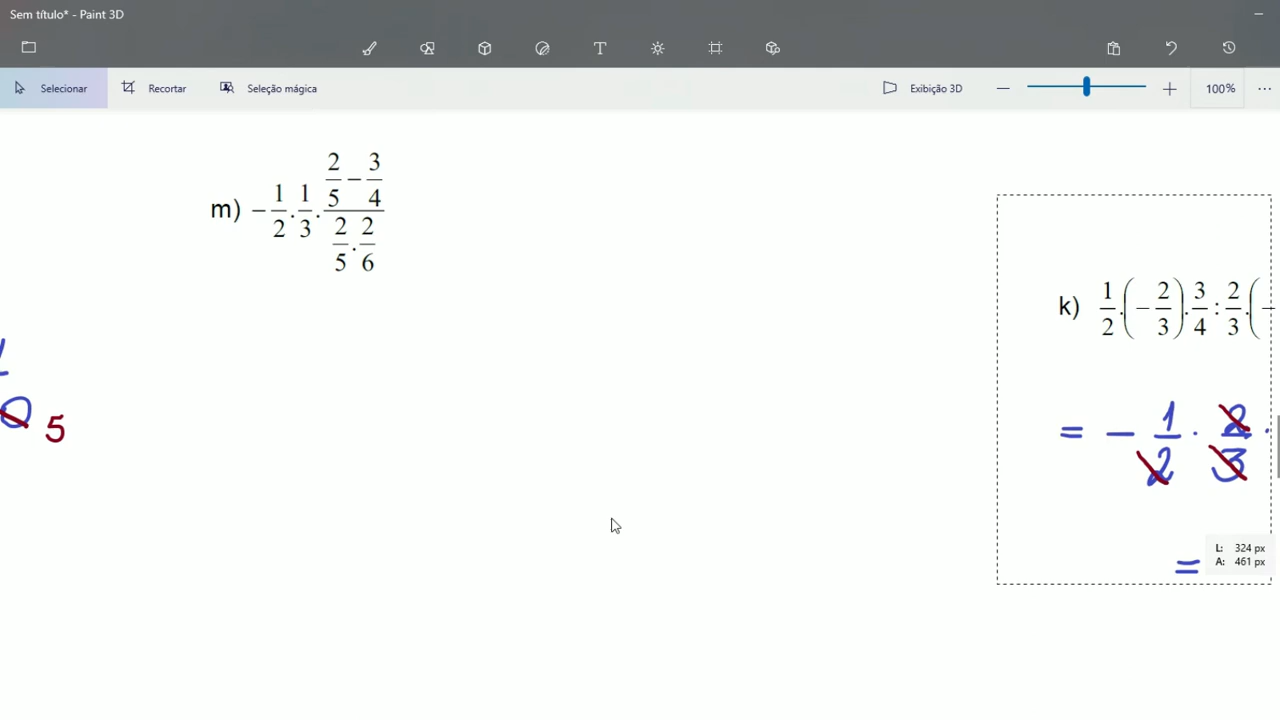 Sem título* - Paint 3D
Selecionar Recortar Seleção mágica Exibição 3D 100% ...
m) -1/2 . 1/3 . (2/5 - 3/4)/(2/5 . 2/6)
k) 1/2 . (-2/3) . 3/4 : 2/3 . (-
= - 1/2 . 2/3 .
5
L: 324 px
A: 461 px
=